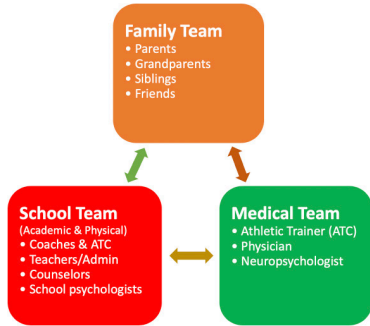 Family Team
• Parents
• Grandparents
• Siblings
• Friends
School Team
(Academic & Physical)
• Coaches & ATC
• Teachers/Admin
• Counselors
• School psychologists
Medical Team
• Athletic Trainer (ATC)
• Physician
• Neuropsychologist